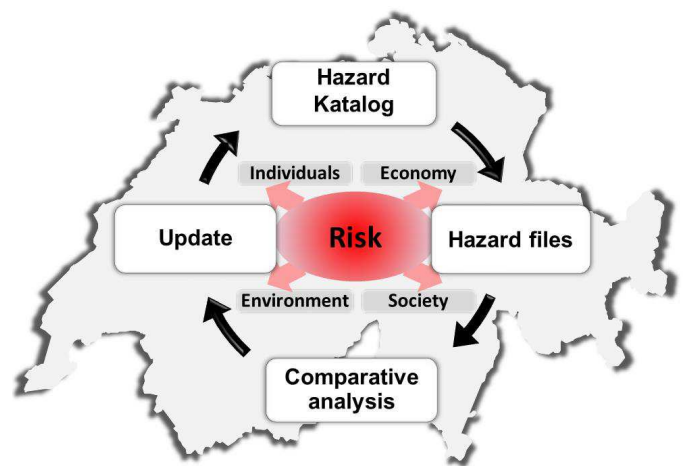 Hazard
Katalog
Individuals
Economy
Update
Risk
Hazard files
Environment
Society
Comparative
analysis